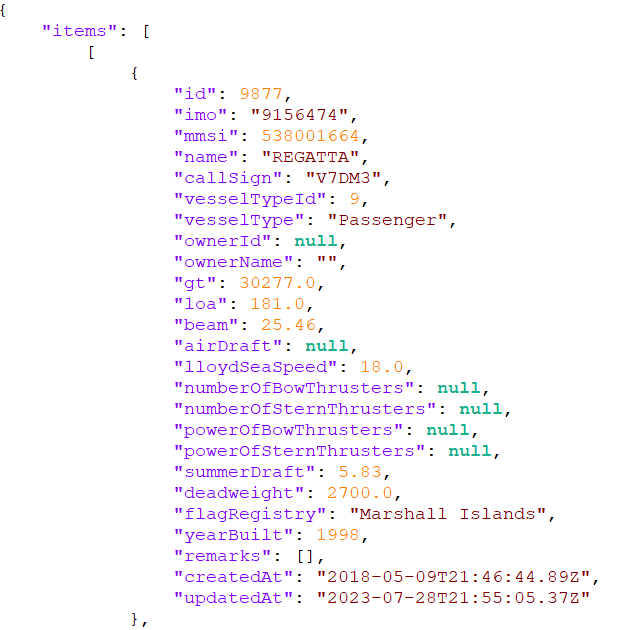 {
    "items": [
        [
            {
                "id": 9877,
                "imo": "9156474",
                "mmsi": 538001664,
                "name": "REGATTA",
                "callSign": "V7DM3",
                "vesselTypeId": 9,
                "vesselType": "Passenger",
                "ownerId": null,
                "ownerName": "",
                "gt": 30277.0,
                "loa": 181.0,
                "beam": 25.46,
                "airDraft": null,
                "lloydSeaSpeed": 18.0,
                "numberOfBowThrusters": null,
                "numberOfSternThrusters": null,
                "powerOfBowThrusters": null,
                "powerOfSternThrusters": null,
                "summerDraft": 5.83,
                "deadweight": 2700.0,
                "flagRegistry": "Marshall Islands",
                "yearBuilt": 1998,
                "remarks": [],
                "createdAt": "2018-05-09T21:46:44.89Z",
                "updatedAt": "2023-07-28T21:55:05.37Z"
            },